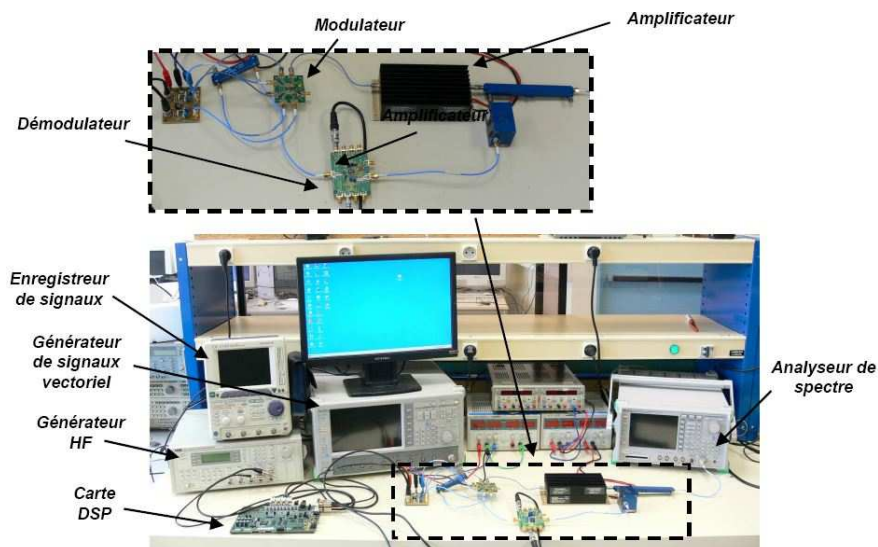 Amplificateur
Modulateur
Démodulateur
Amplificateur
Enregistreur
de signaux
Générateur
de signaux
vectoriel
Générateur
HF
Carte
DSP
Analyseur de
spectre